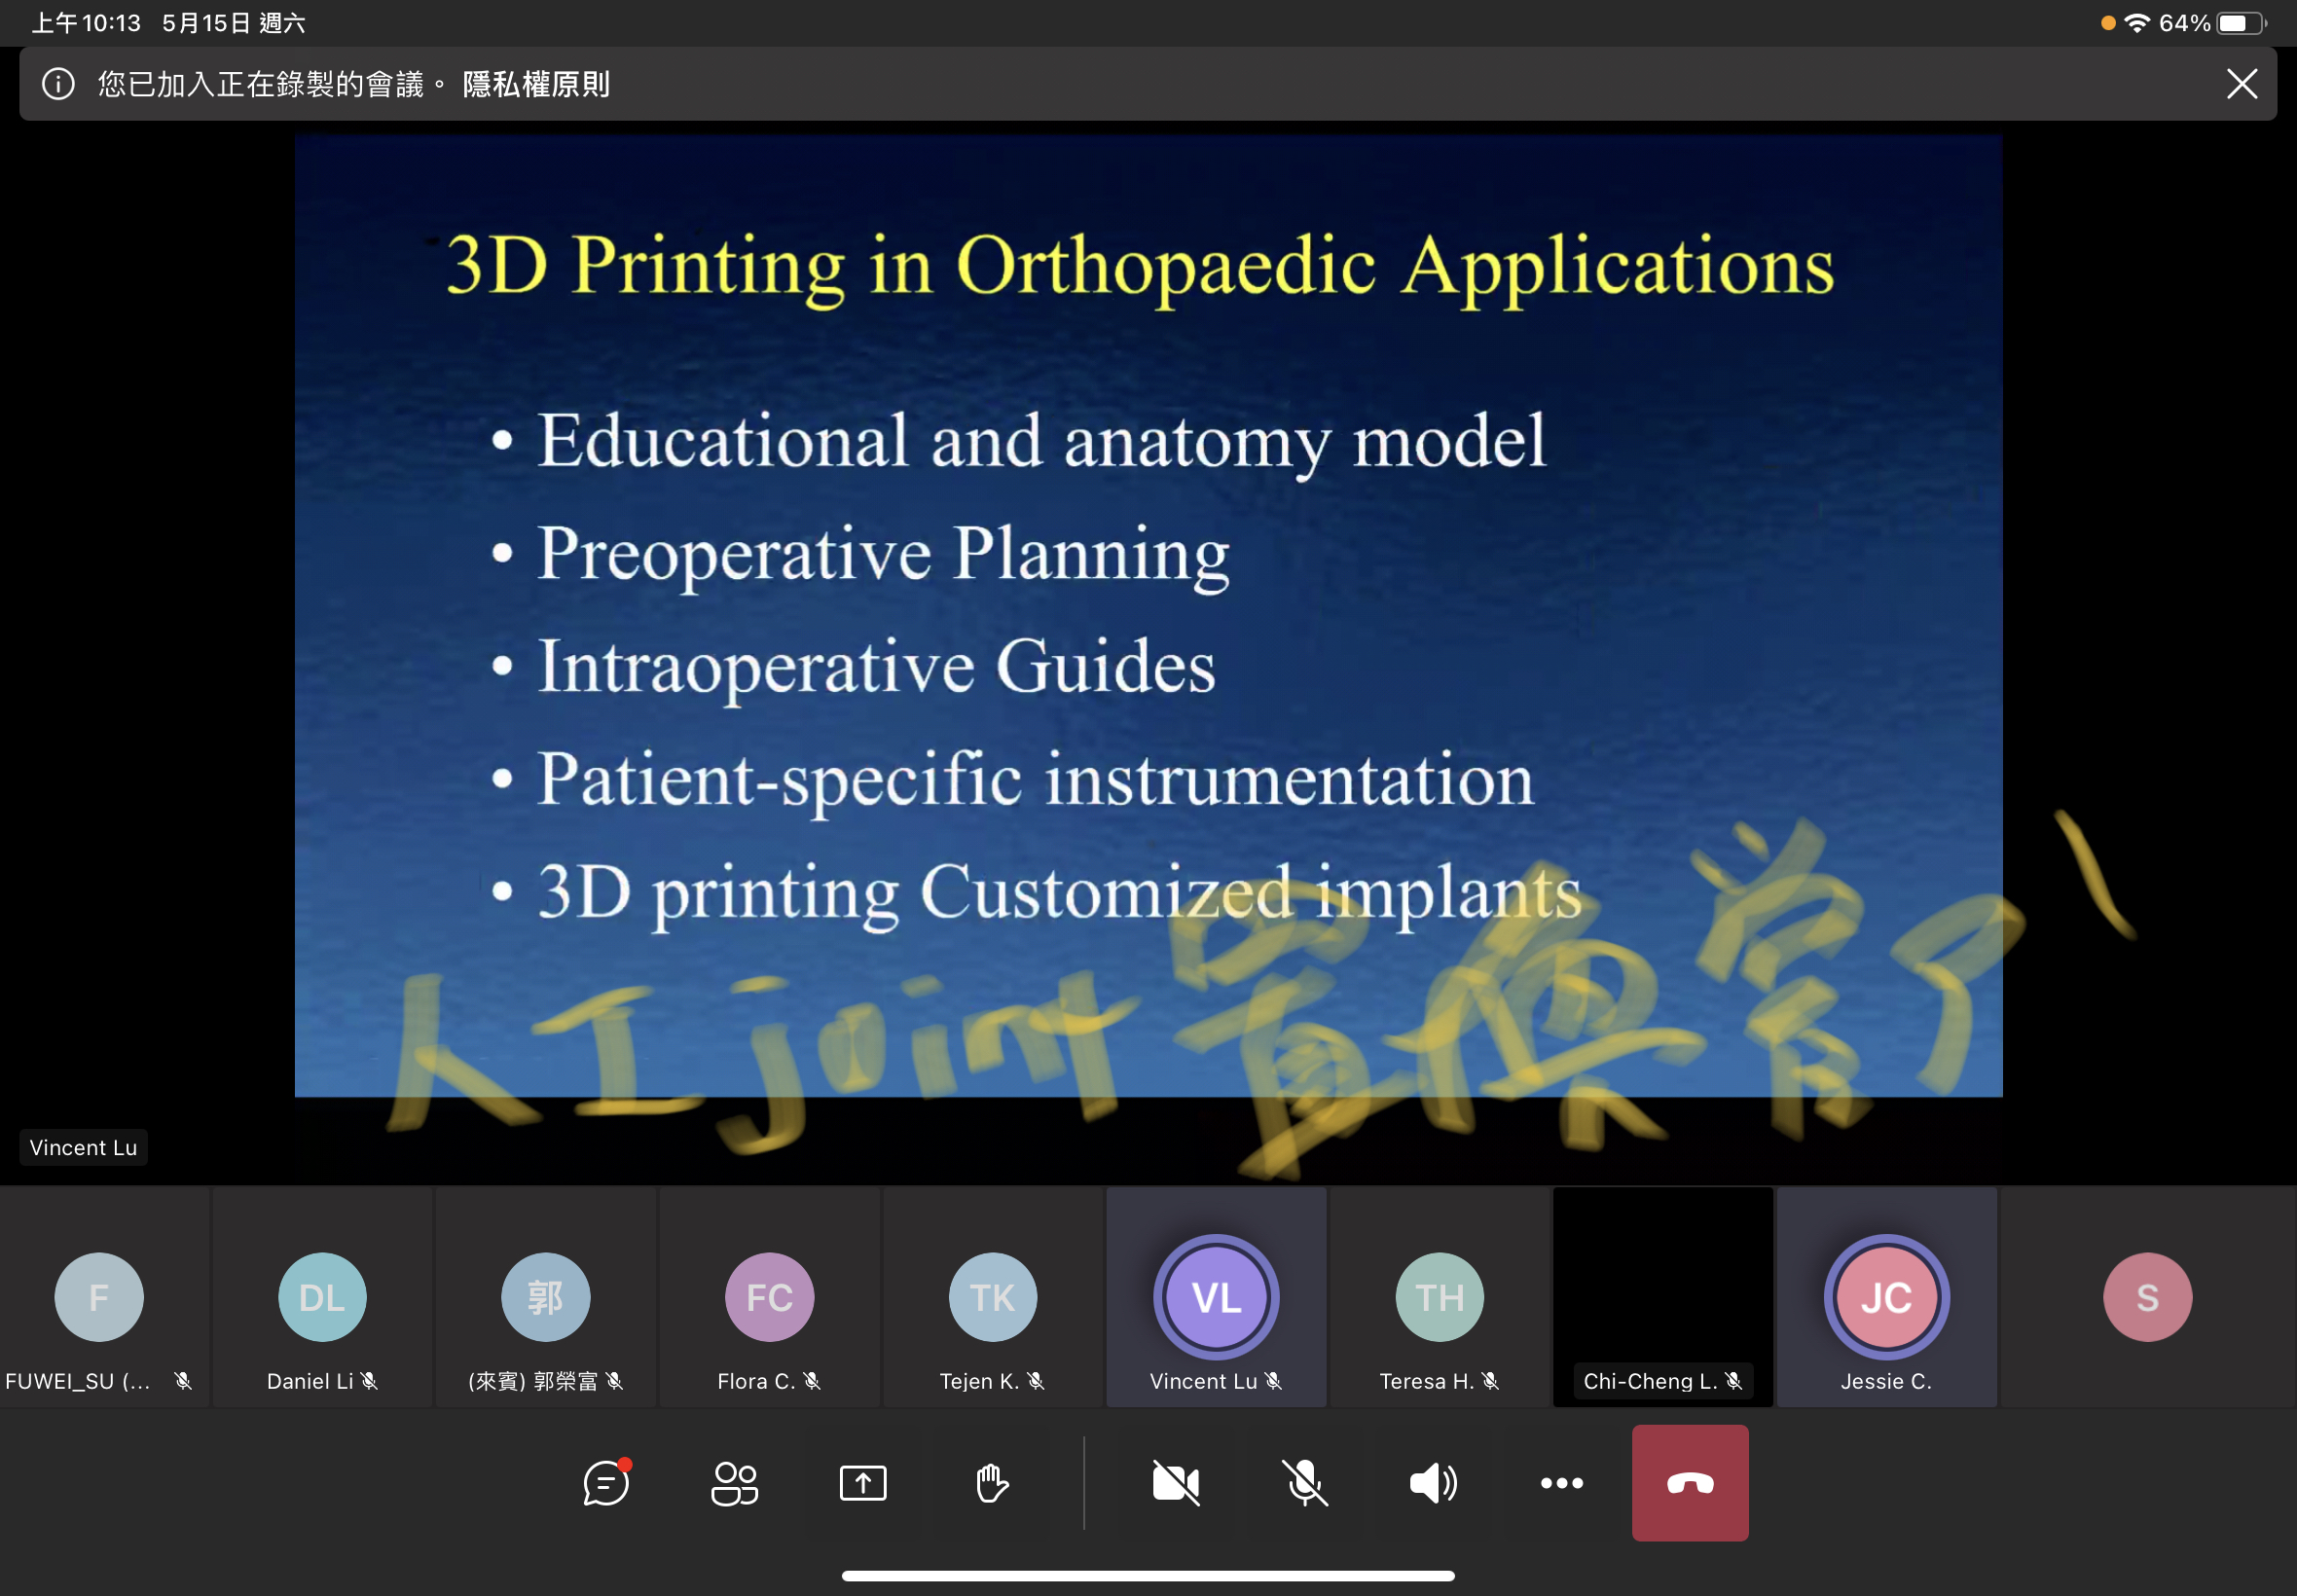 上午10:13 5月15日 週六
64%
您已加入正在錄製的會議。 隱私權原則
3D Printing in Orthopaedic Applications
• Educational and anatomy model
• Preoperative Planning
• Intraoperative Guides
• Patient-specific instrumentation
• 3D printing Customized implants
人工joint置換
Vincent Lu
F
DL
郭
FC
TK
VL
TH
JC
S
FUWEI_SU (...
Daniel Li
(來賓) 郭榮富
Flora C.
Tejen K.
Vincent Lu
Teresa H.
Chi-Cheng L.
Jessie C.